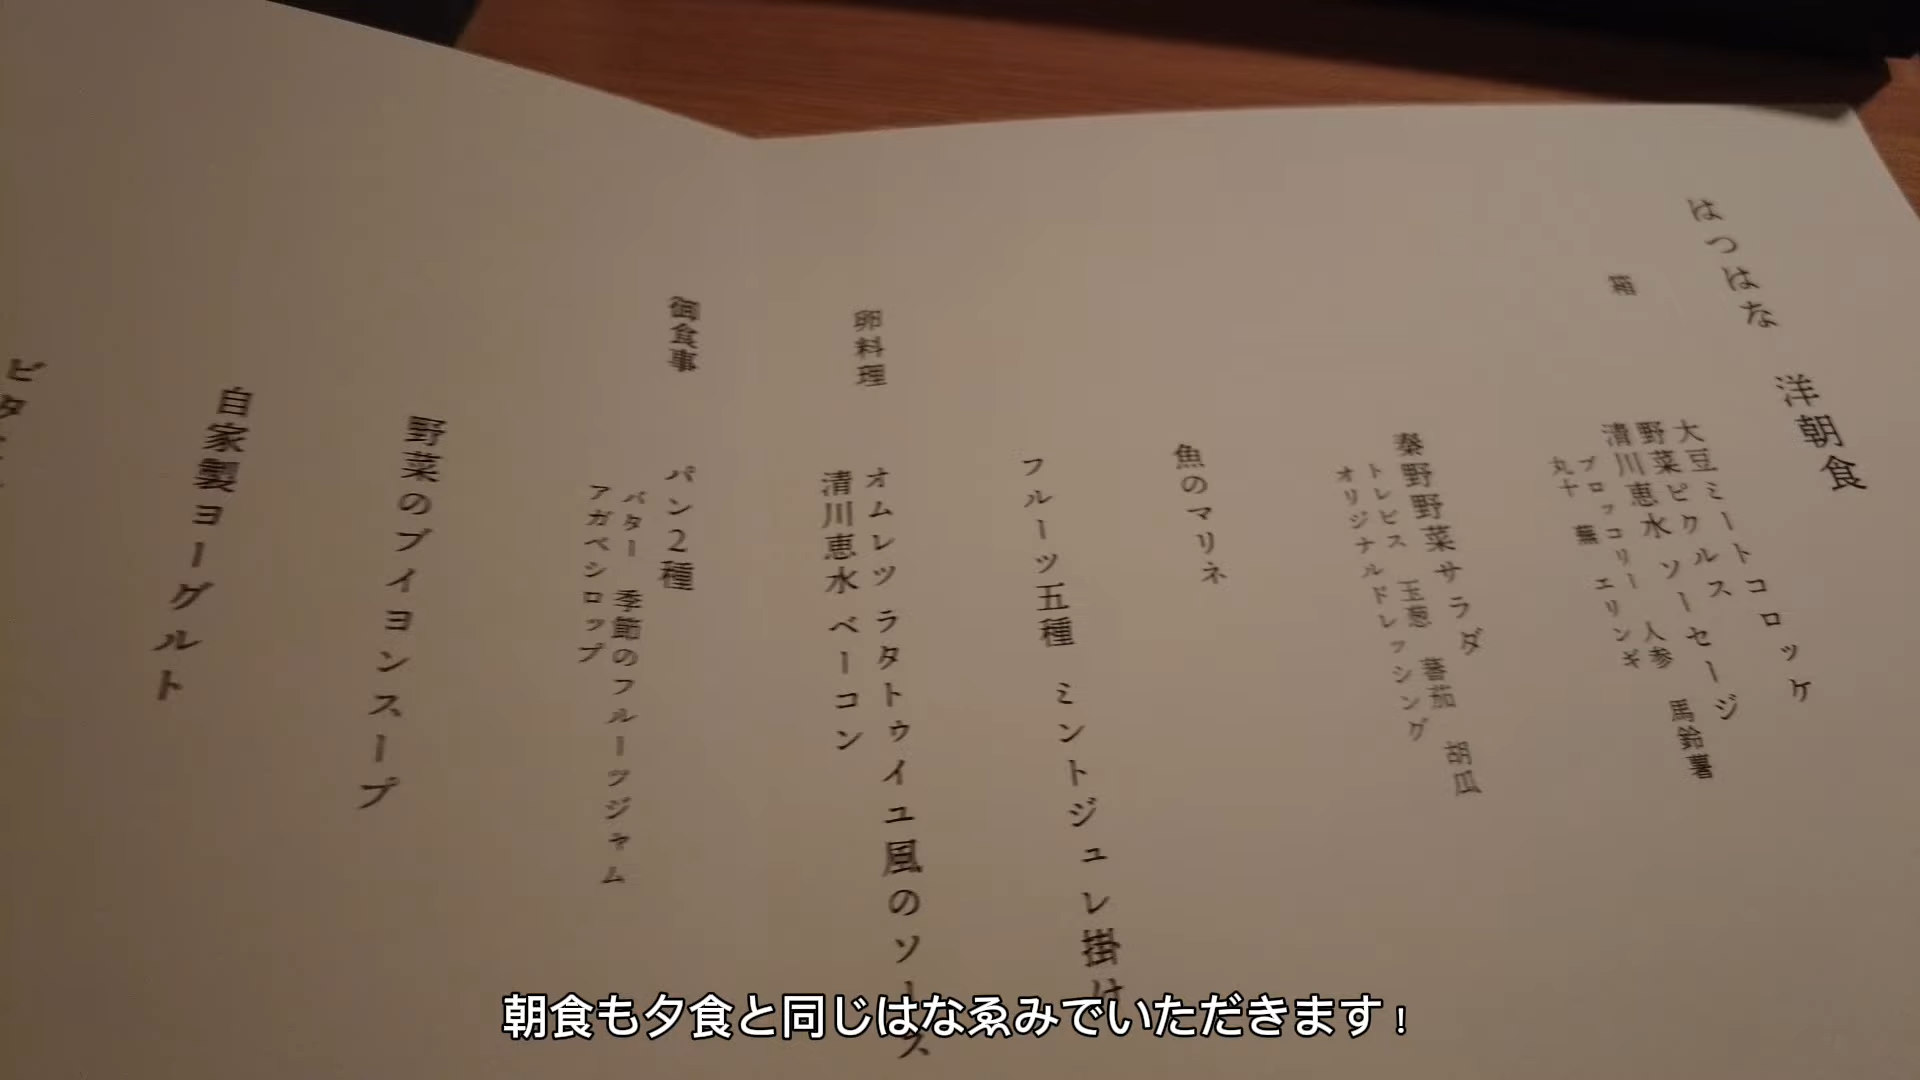 はつはな 洋朝食
箱
大豆ミートコロッケ
野菜ピクルス
清川恵水 ソーセージ
ブロッコリー 人参 馬鈴薯
丸十 蕪 エリンギ
秦野野菜サラダ
トレビス 玉葱 蕃茄 胡瓜
オリジナルドレッシング
魚のマリネ
フルーツ五種 ミントジュレ掛け
卵料理
オムレツ ラタトゥイユ風のソース
清川恵水 ベーコン
御食事
パン2種
バター 季節のフルーツジャム
アガベシロップ
野菜のブイヨンスープ
自家製ヨーグルト
ビタ
朝食も夕食と同じはなゑみでいただきます！